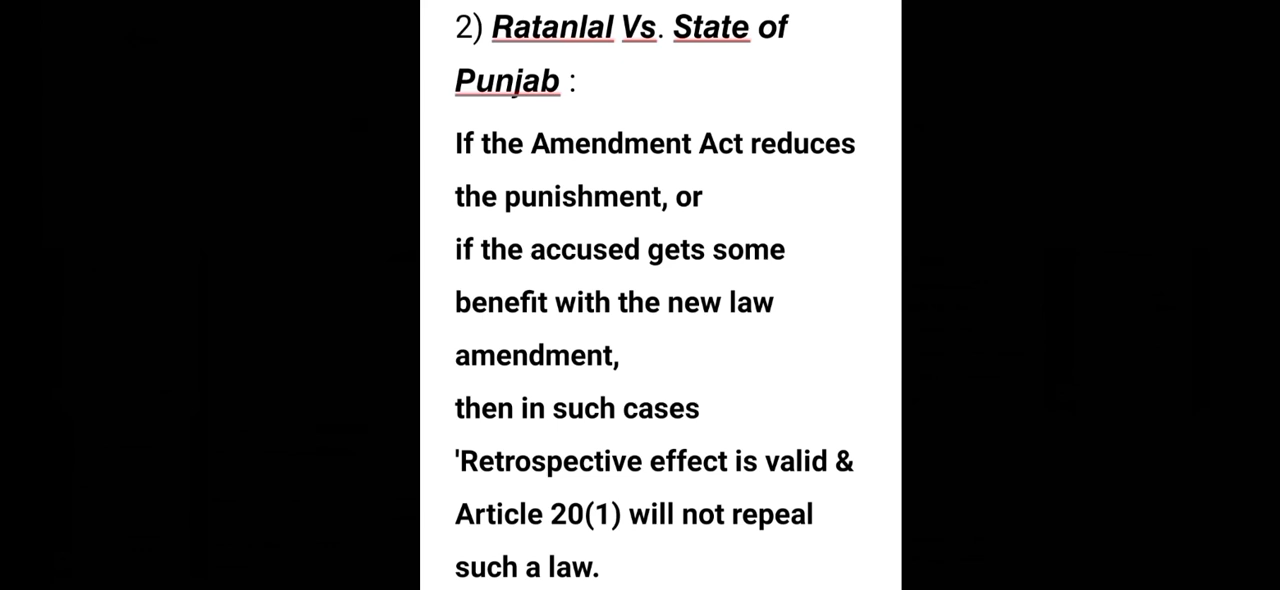 2) Ratanlal Vs. State of
Punjab :
If the Amendment Act reduces
the punishment, or
if the accused gets some
benefit with the new law
amendment,
then in such cases
'Retrospective effect is valid &
Article 20(1) will not repeal
such a law.